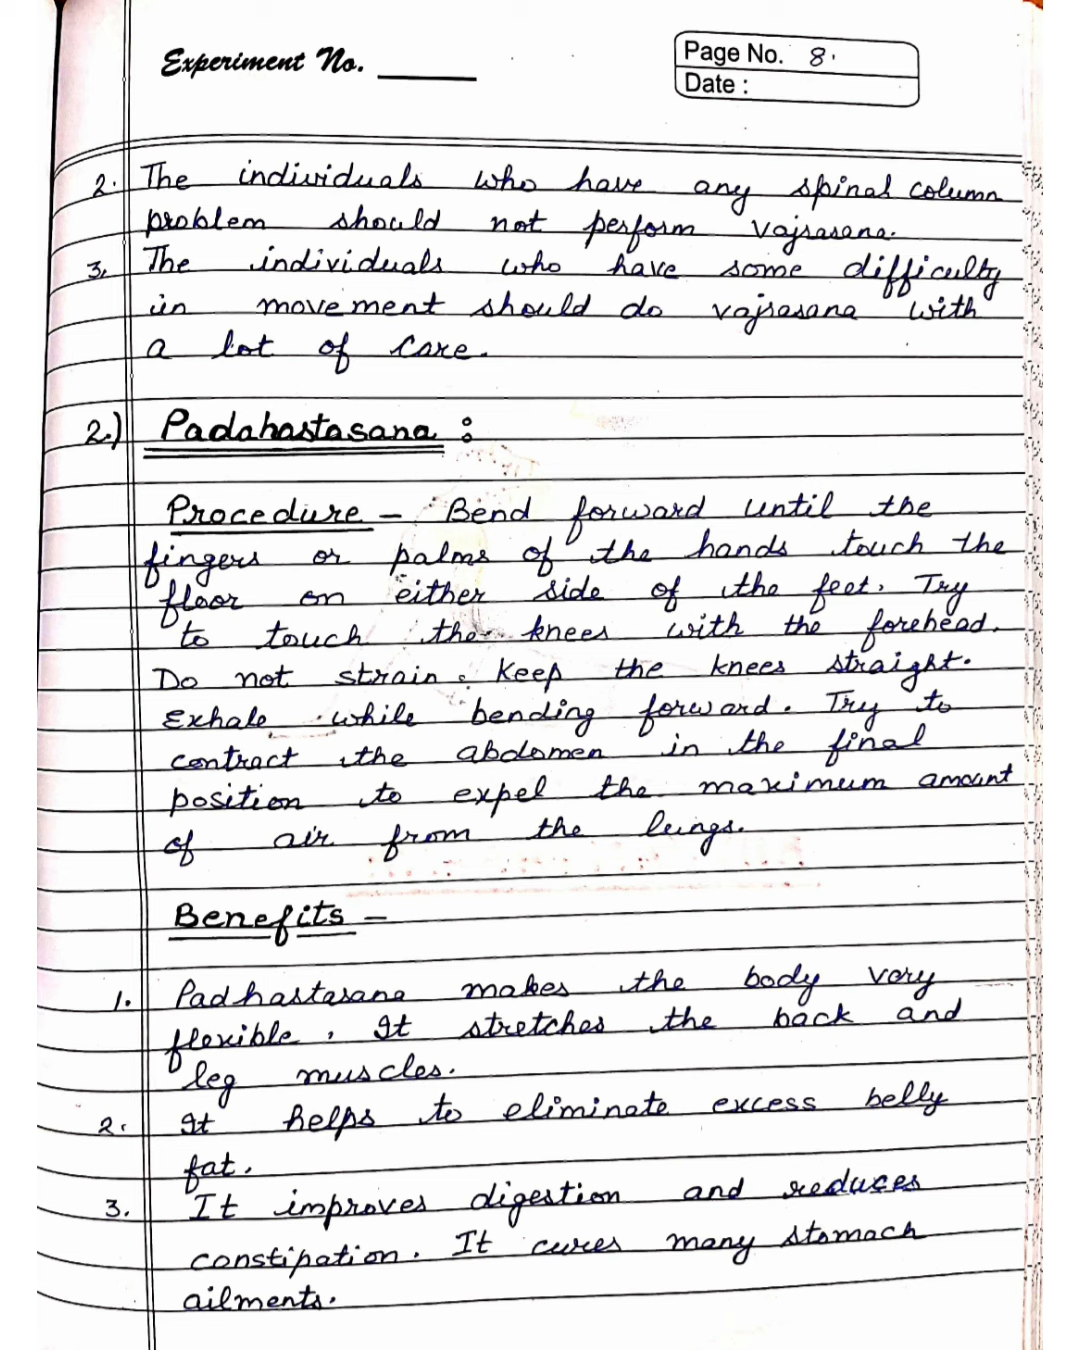 Experiment No. ______
Page No. 8.
Date :
2. The individuals who have any spinal column
problem should not perform vajrasana.
3. The individuals who have some difficulty
in movement should do vajrasana with
a lot of care.
2.) Padahastasana :
Procedure - Bend forward until the
fingers or palms of the hands touch the
floor on either side of the feet. Try
to touch the knees with the forehead.
Do not strain. Keep the knees straight.
Exhale while bending forward. Try to
contract the abdomen in the final
position to expel the maximum amount
of air from the lungs.
Benefits -
1. Padhastasana makes the body very
flexible. It stretches the back and
leg muscles.
2. It helps to eliminate excess belly
fat.
3. It improves digestion and reduces
constipation. It cures many stomach
ailments.